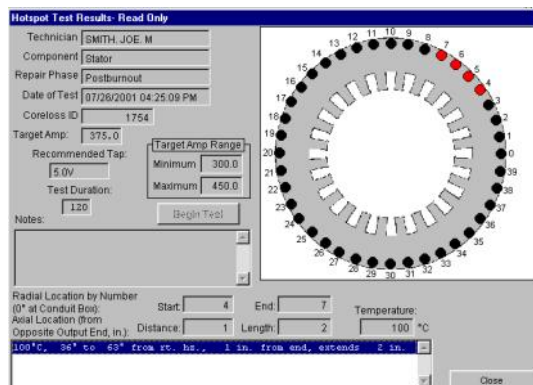 Hotspot Test Results- Read Only
Technician SMITH. JOE. M
Component Stator
Repair Phase Postburnout
Date of Test 07/26/2001 04:25:09 PM
Coreless ID 1754
Target Amp: 375.0
Recommended Tap:
5.0V
Test Duration:
120
Target Amp Range
Minimum 300.0
Maximum 450.0
Begin Test
Notes:
10
11 9
12 8
13 7
14 6
15 5
16 4
17 3
18 2
19 1
20 0
21 39
22 38
23 37
24 36
25 35
26 34
27 33
28 32
29 31
30
Radial Location by Number
(0° at Conduit Box): Start: 4 End: 7
Axial Location (from
Opposite Output End, in.): Distance: 1 Length: 2
Temperature:
100 °C
100°C, 36° to 63° from rt. hs., 1 in. from end, extends 2 in.
Close